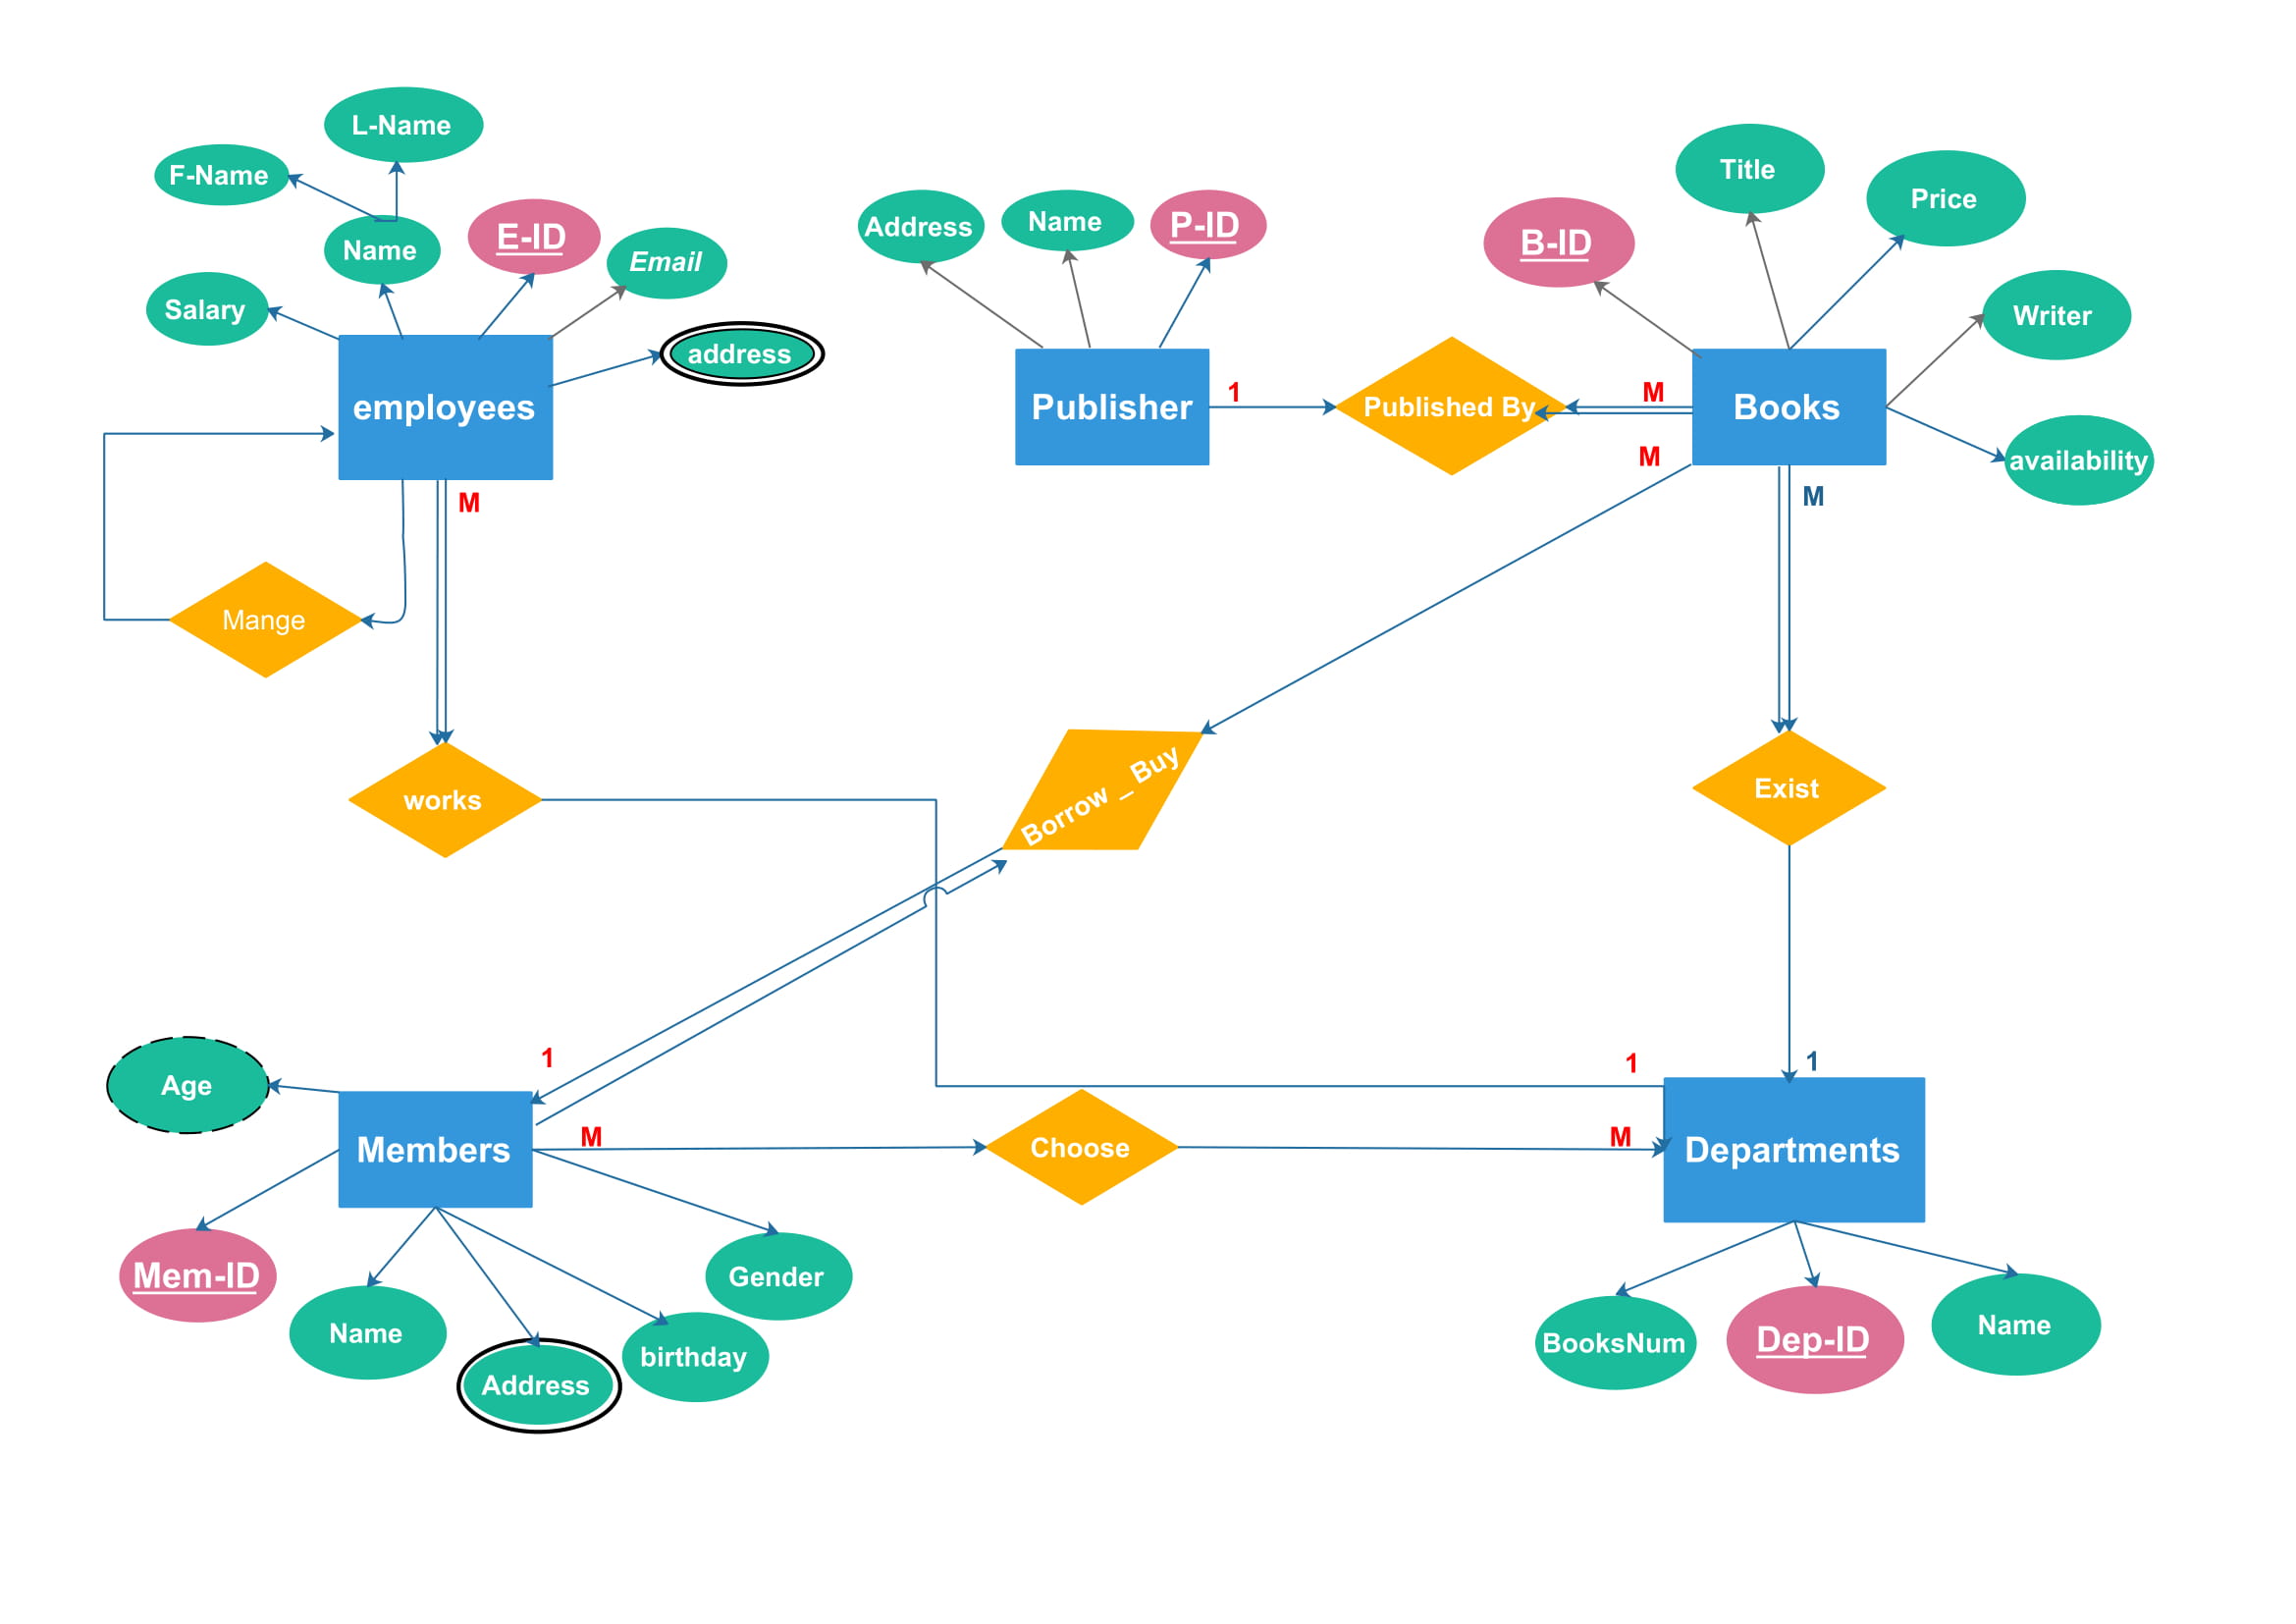 L-Name
F-Name
Name
E-ID
Email
Salary
address
employees
Address
Name
P-ID
Publisher
1
Published By
M
Title
Price
B-ID
Writer
Books
availability
M
M
M
Mange
works
Borrow _ Buy
Exist
1
1
1
Age
Members
M
Choose
M
Departments
Mem-ID
Name
Address
birthday
Gender
BooksNum
Dep-ID
Name